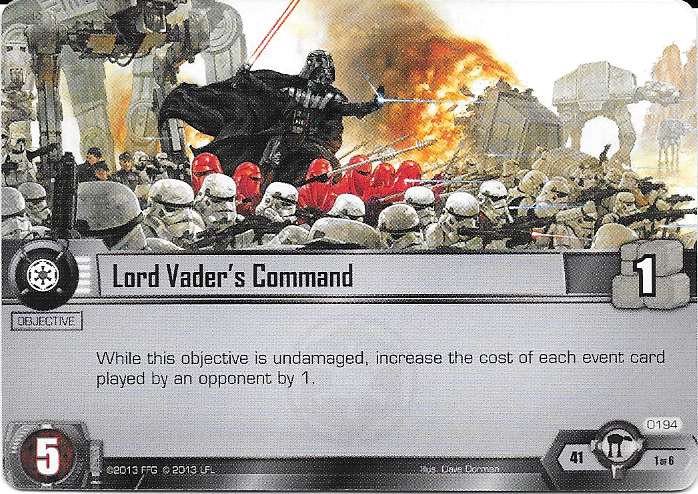 Lord Vader's Command
1
OBJECTIVE
While this objective is undamaged, increase the cost of each event card
played by an opponent by 1.
5
©2013 FFG © 2013 LFL
Illus. Dave Dorman
0194
41
1 OF 6